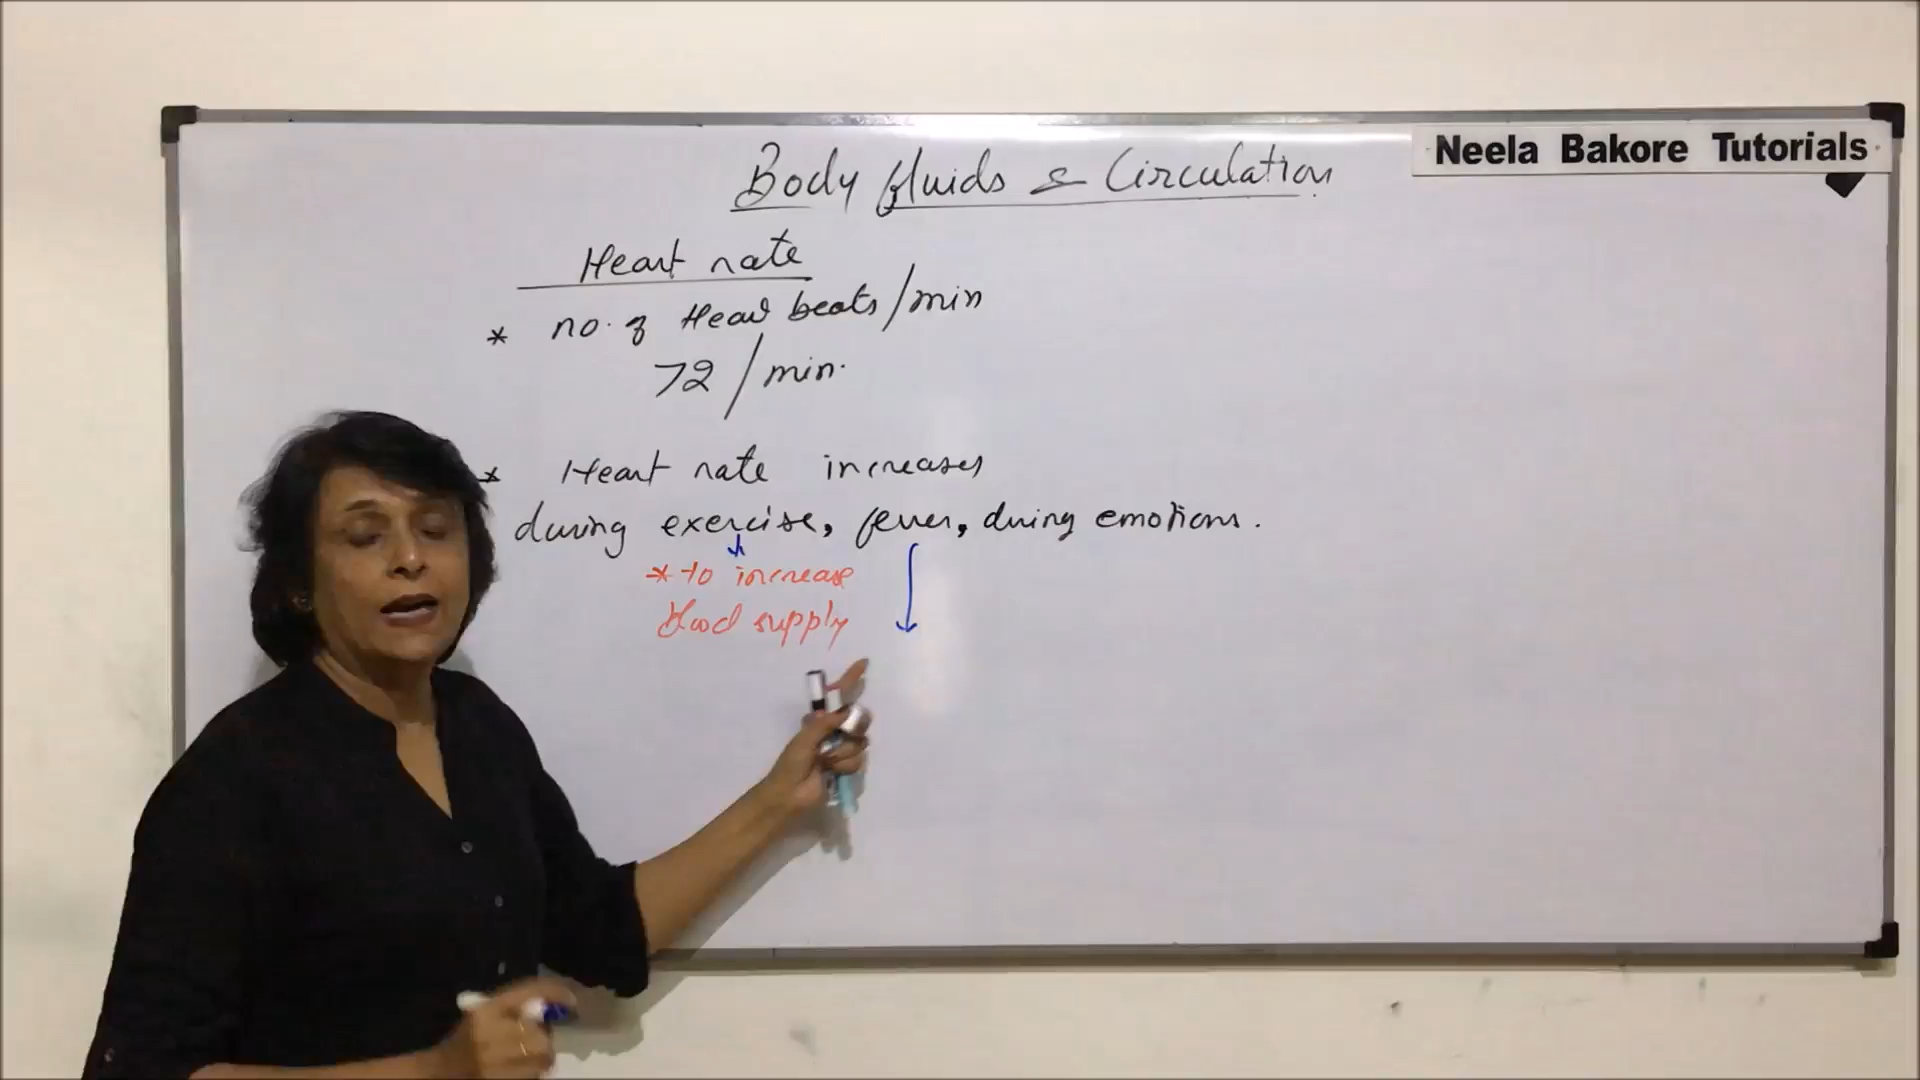 Neela Bakore Tutorials
Body fluids & Circulation
Heart rate
* no. of Heart beats/min
72/min.
* Heart rate increases
during exercise, fever, during emotions.
* to increase
blood supply